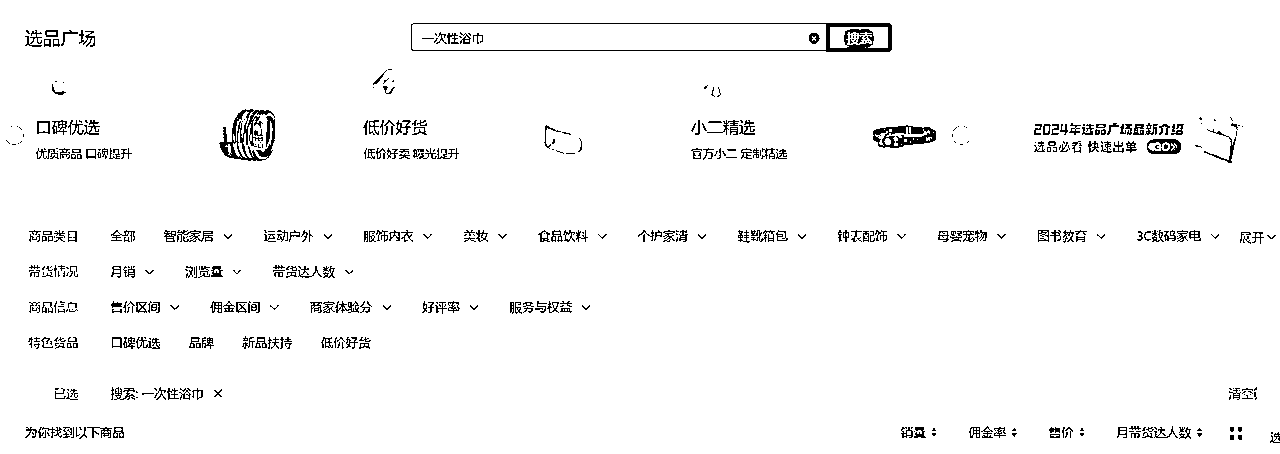 选品广场
一次性浴巾 搜索
口碑优选
优质商品 口碑提升
低价好货
低价好卖 曝光提升
小二精选
官方小二 定制精选
2024年选品广场最新介绍
选品必看 快速出单 GO
商品类目 全部 智能家居 运动户外 服饰内衣 美妆 食品饮料 个护家清 鞋靴箱包 钟表配饰 母婴宠物 图书教育 3C数码家电 展开
带货情况 月销 浏览量 带货达人数
商品信息 售价区间 佣金区间 商家体验分 好评率 服务与权益
特色货品 口碑优选 品牌 新品扶持 低价好货
已选 搜索: 一次性浴巾 × 清空
为你找到以下商品 销量 佣金率 售价 月带货达人数 选